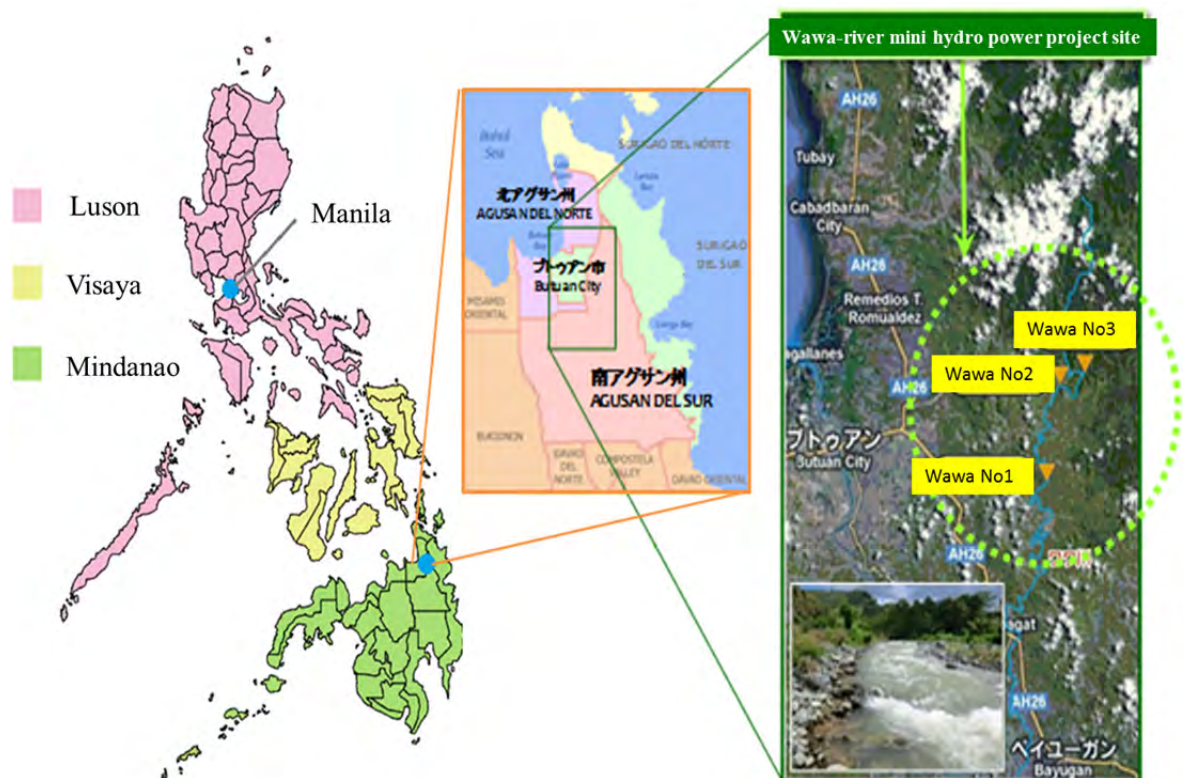 Wawa-river mini hydro power project site
Luson
Visaya
Mindanao
Manila
Bohol
Sea
SURIGAO DEL NORTE
北アグサン州
AGUSAN DEL NORTE
ブトゥアン市
Butuan City
SURIGAO
DEL SUR
MISAMIS
ORIENTAL
南アグサン州
AGUSAN DEL SUR
BUKIDNON
DAVAO
DEL
NORTE
COMPOSTELA
VALLEY
DAVAO ORIENTAL
AH26
Tubay
Cabadbaran
City
AH26
Remedios T.
Romualdez
agallanes
AH26
Wawa No3
Wawa No2
ブトゥアン
Butuan City
Wawa No1
AH26
agat
AH26
ベイユーガン
Bayugan